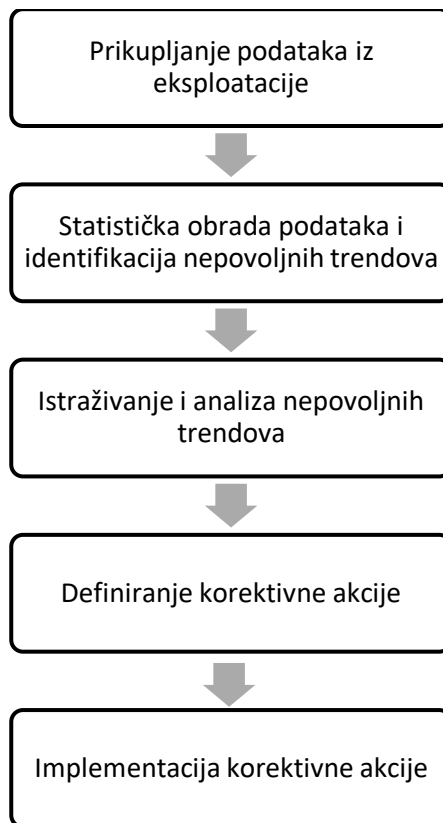 Prikupljanje podataka iz
eksploatacije
Statistička obrada podataka i
identifikacija nepovoljnih trendova
Istraživanje i analiza nepovoljnih
trendova
Definiranje korektivne akcije
Implementacija korektivne akcije